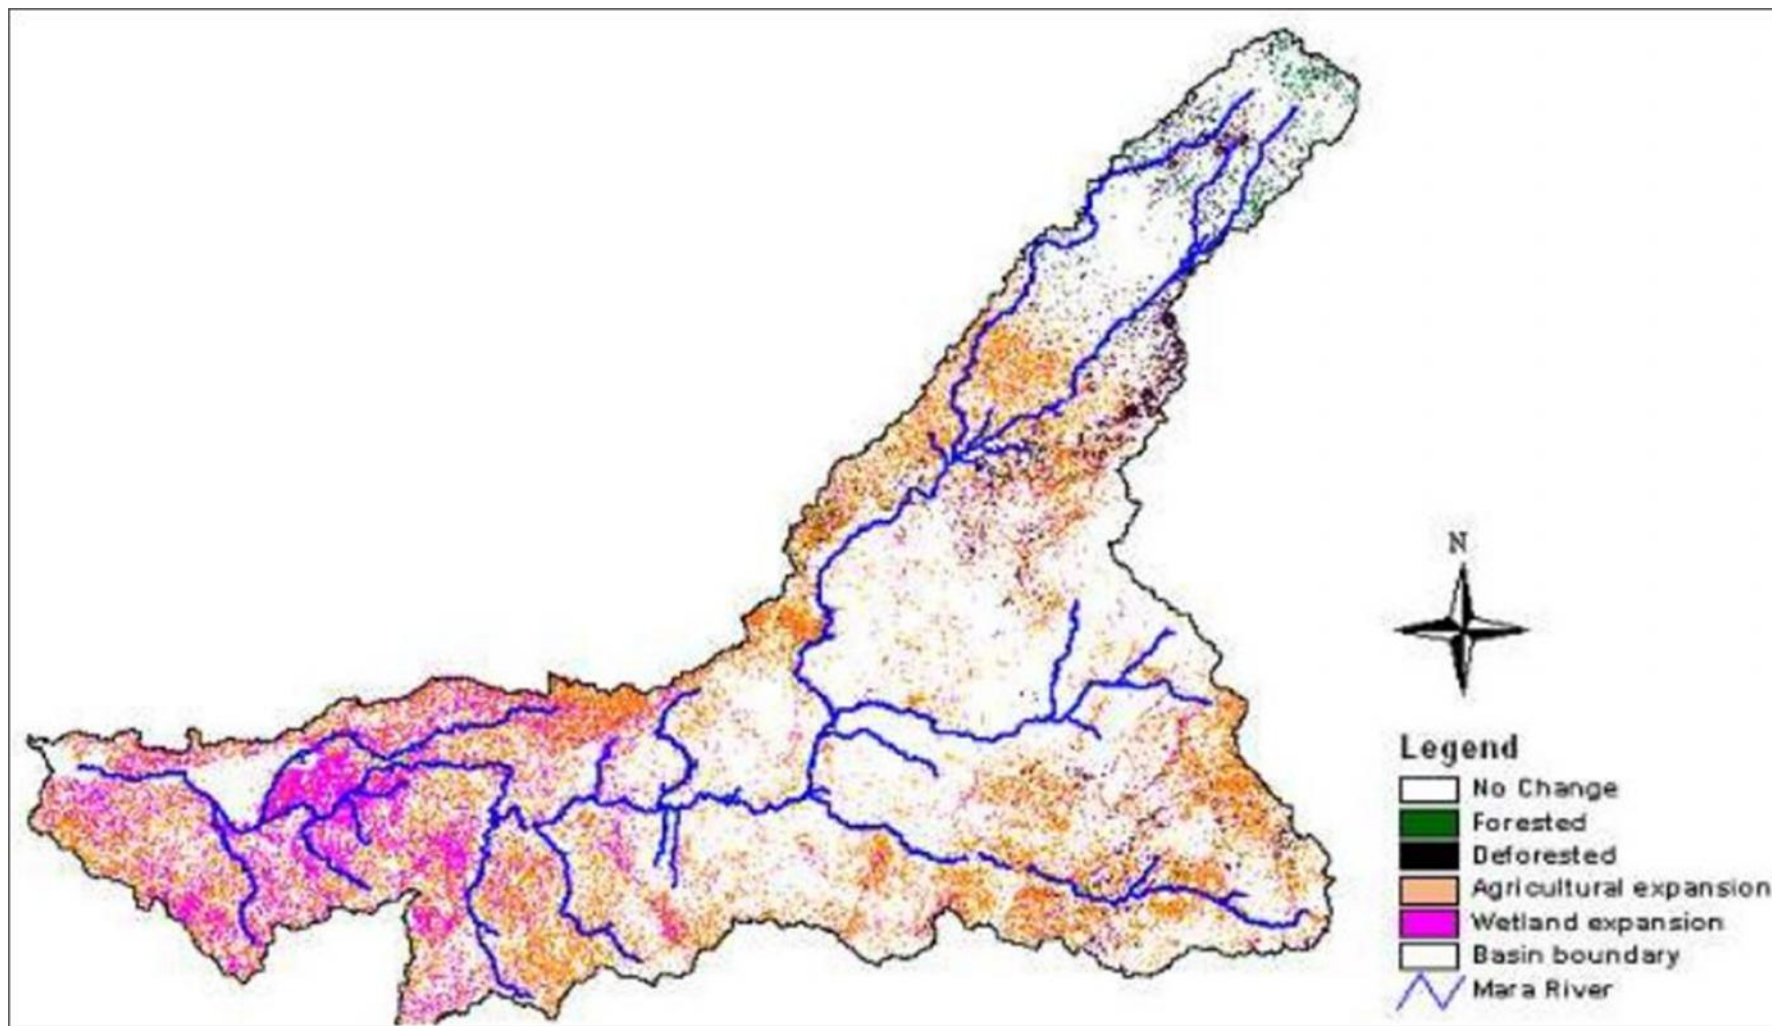 N
Legend
No Change
Forested
Deforested
Agricultural expansion
Wetland expansion
Basin boundary
Mara River